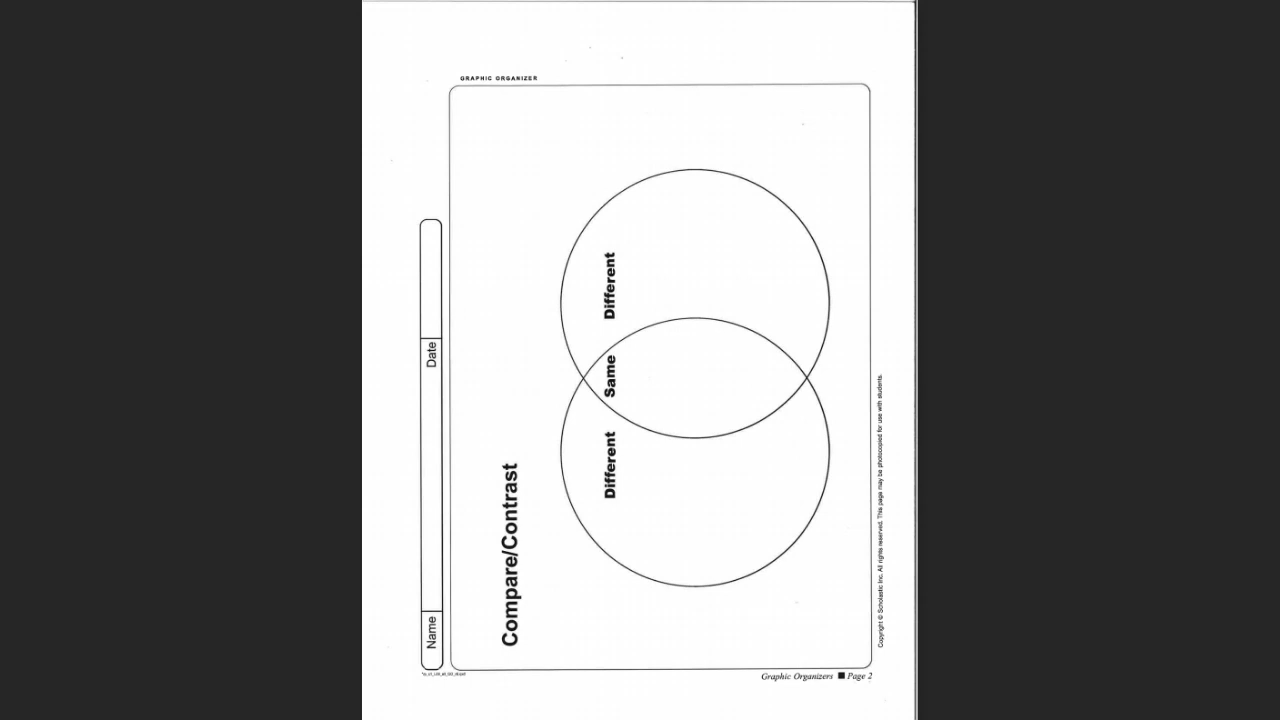 GRAPHIC ORGANIZER
Name
Date
Compare/Contrast
Different
Same
Different
Copyright © Scholastic Inc. All rights reserved. This page may be photocopied for use with students.
Graphic Organizers ■ Page 2